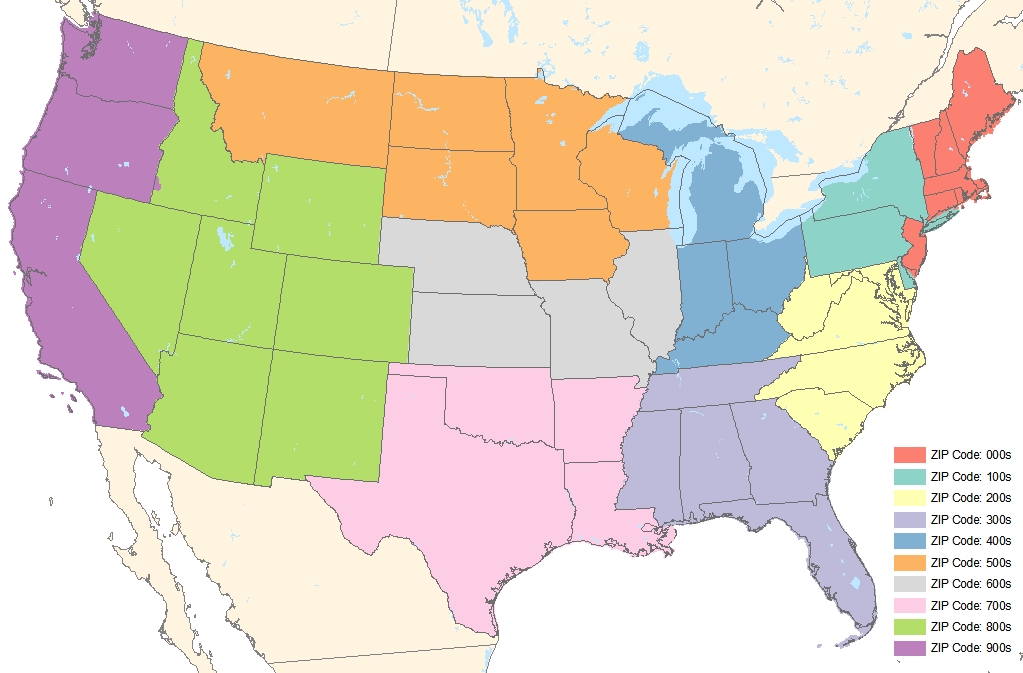 ZIP Code: 000s
ZIP Code: 100s
ZIP Code: 200s
ZIP Code: 300s
ZIP Code: 400s
ZIP Code: 500s
ZIP Code: 600s
ZIP Code: 700s
ZIP Code: 800s
ZIP Code: 900s